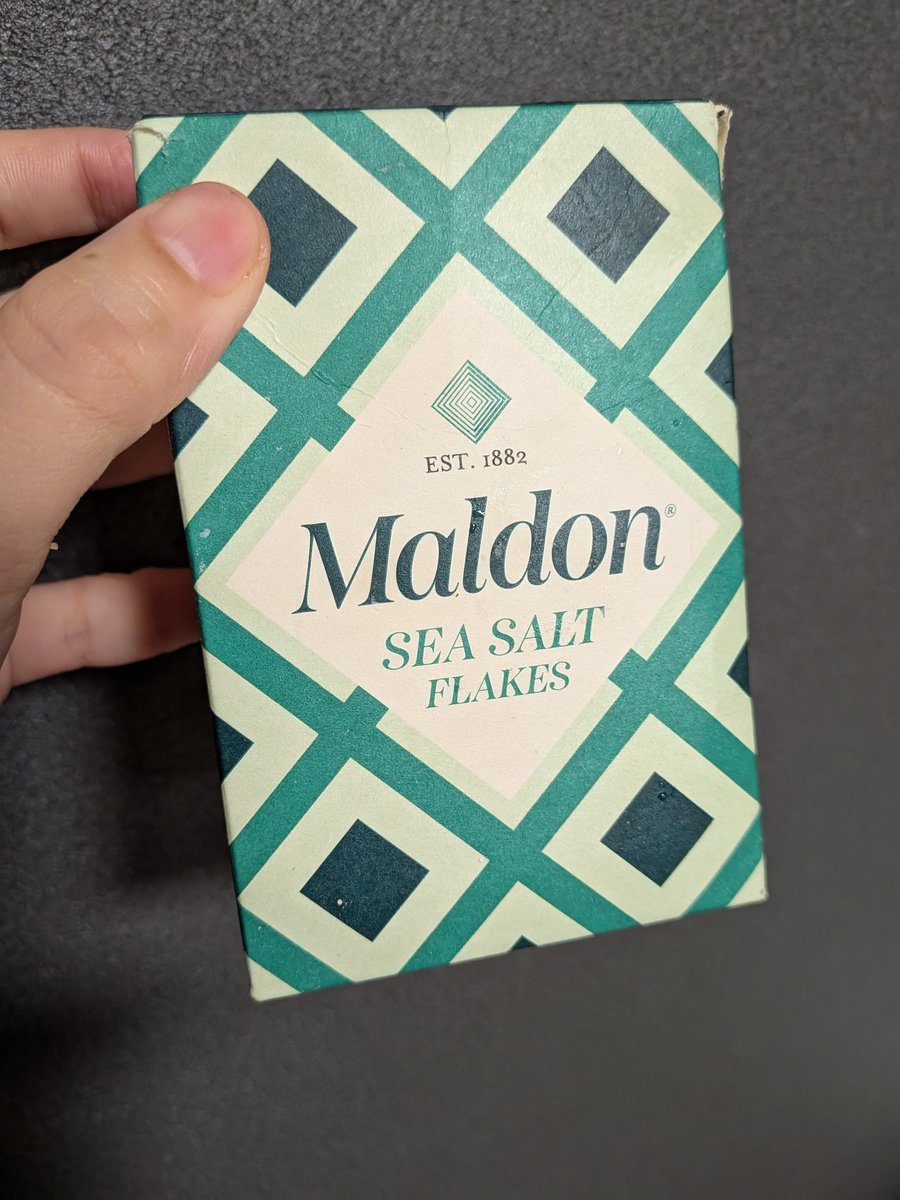 EST. 1882
Maldon®
SEA SALT
FLAKES